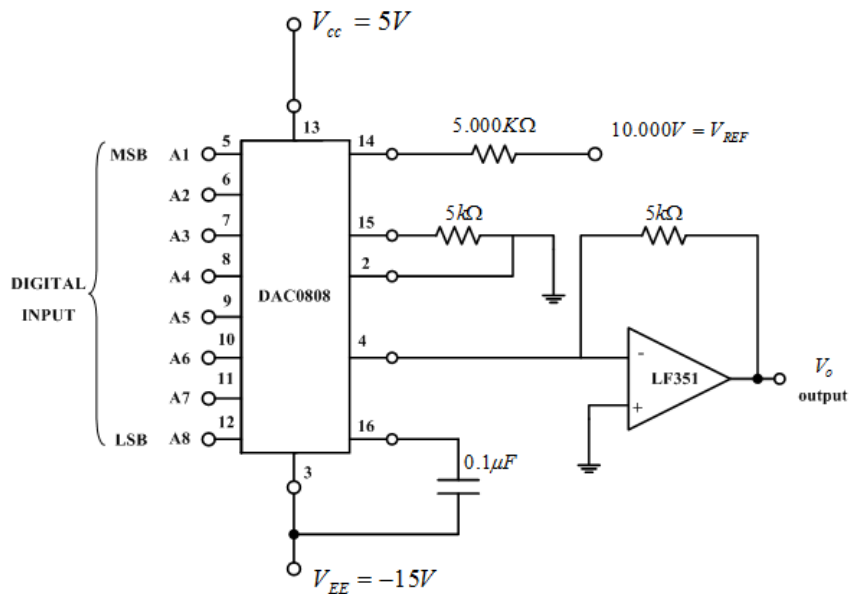 V_cc = 5V
13
5.000KΩ
10.000V = V_REF
MSB A1 5
14
A2 6
A3 7
15
5kΩ
5kΩ
A4 8
2
DIGITAL
INPUT
DAC0808
A5 9
A6 10
4
-
LF351
+
V_o
output
A7 11
LSB A8 12
16
3
0.1μF
V_EE = −15V